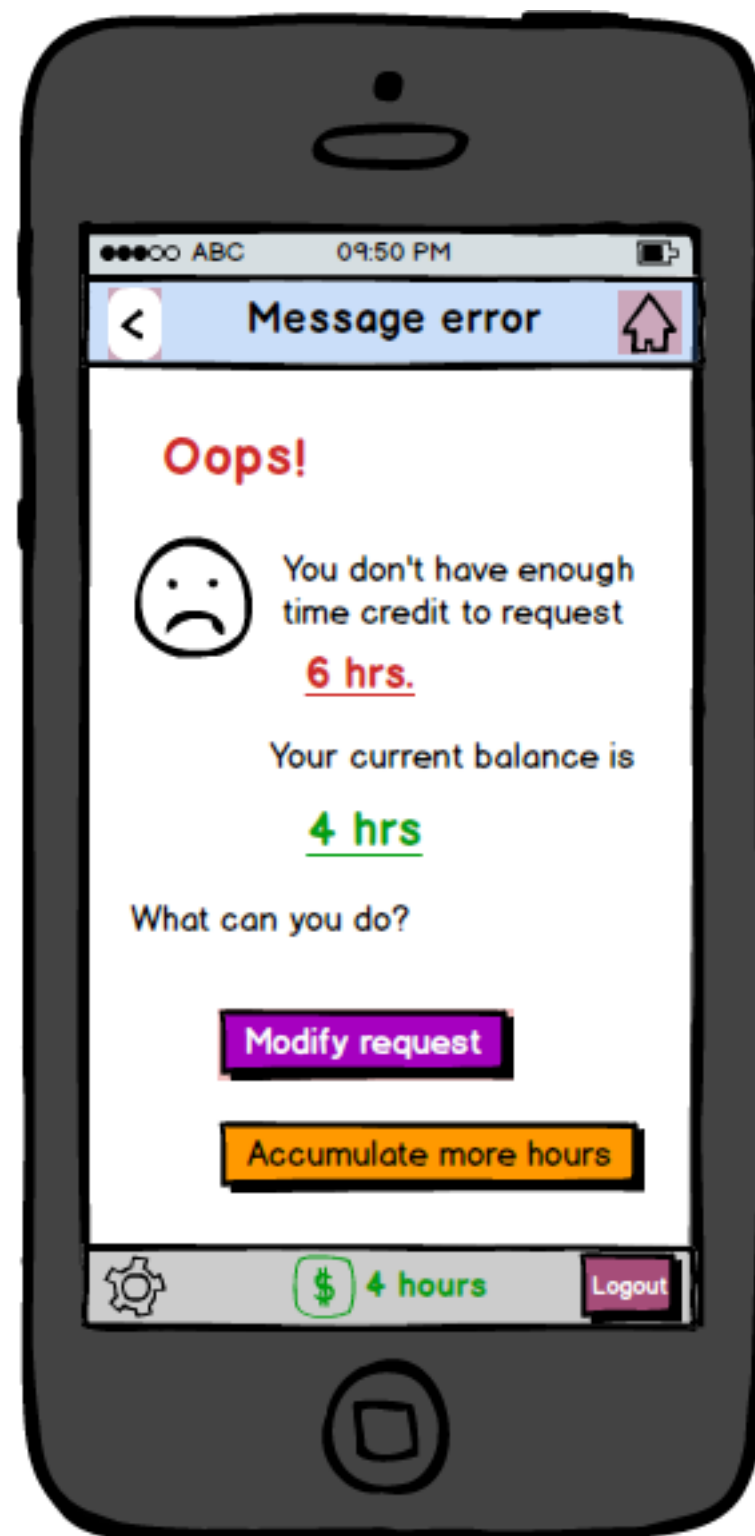 ABC 09:50 PM
< Message error
Oops!
You don't have enough
time credit to request
6 hrs.
Your current balance is
4 hrs
What can you do?
Modify request
Accumulate more hours
$ 4 hours Logout